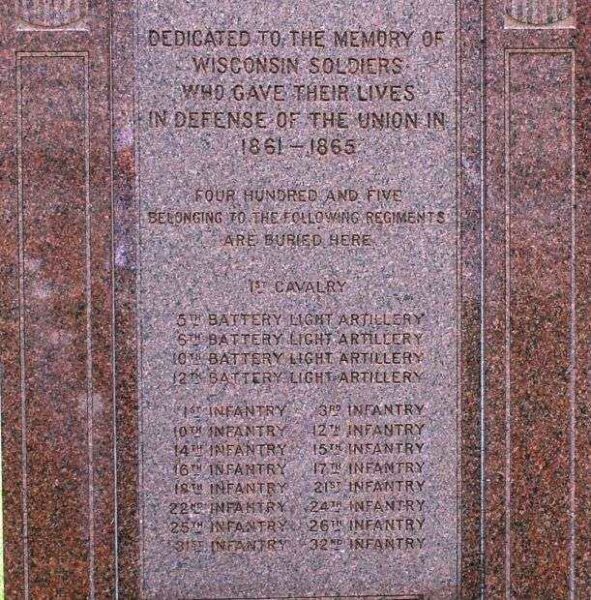 DEDICATED TO THE MEMORY OF
WISCONSIN SOLDIERS
WHO GAVE THEIR LIVES
IN DEFENSE OF THE UNION IN
1861 – 1865
FOUR HUNDRED AND FIVE
BELONGING TO THE FOLLOWING REGIMENTS
ARE BURIED HERE.
1ST CAVALRY
5TH BATTERY LIGHT ARTILLERY
6TH BATTERY LIGHT ARTILLERY
10TH BATTERY LIGHT ARTILLERY
12TH BATTERY LIGHT ARTILLERY
1ST INFANTRY 3RD INFANTRY
10TH INFANTRY 12TH INFANTRY
14TH INFANTRY 15TH INFANTRY
16TH INFANTRY 17TH INFANTRY
18TH INFANTRY 21ST INFANTRY
22ND INFANTRY 24TH INFANTRY
25TH INFANTRY 26TH INFANTRY
31ST INFANTRY 32ND INFANTRY